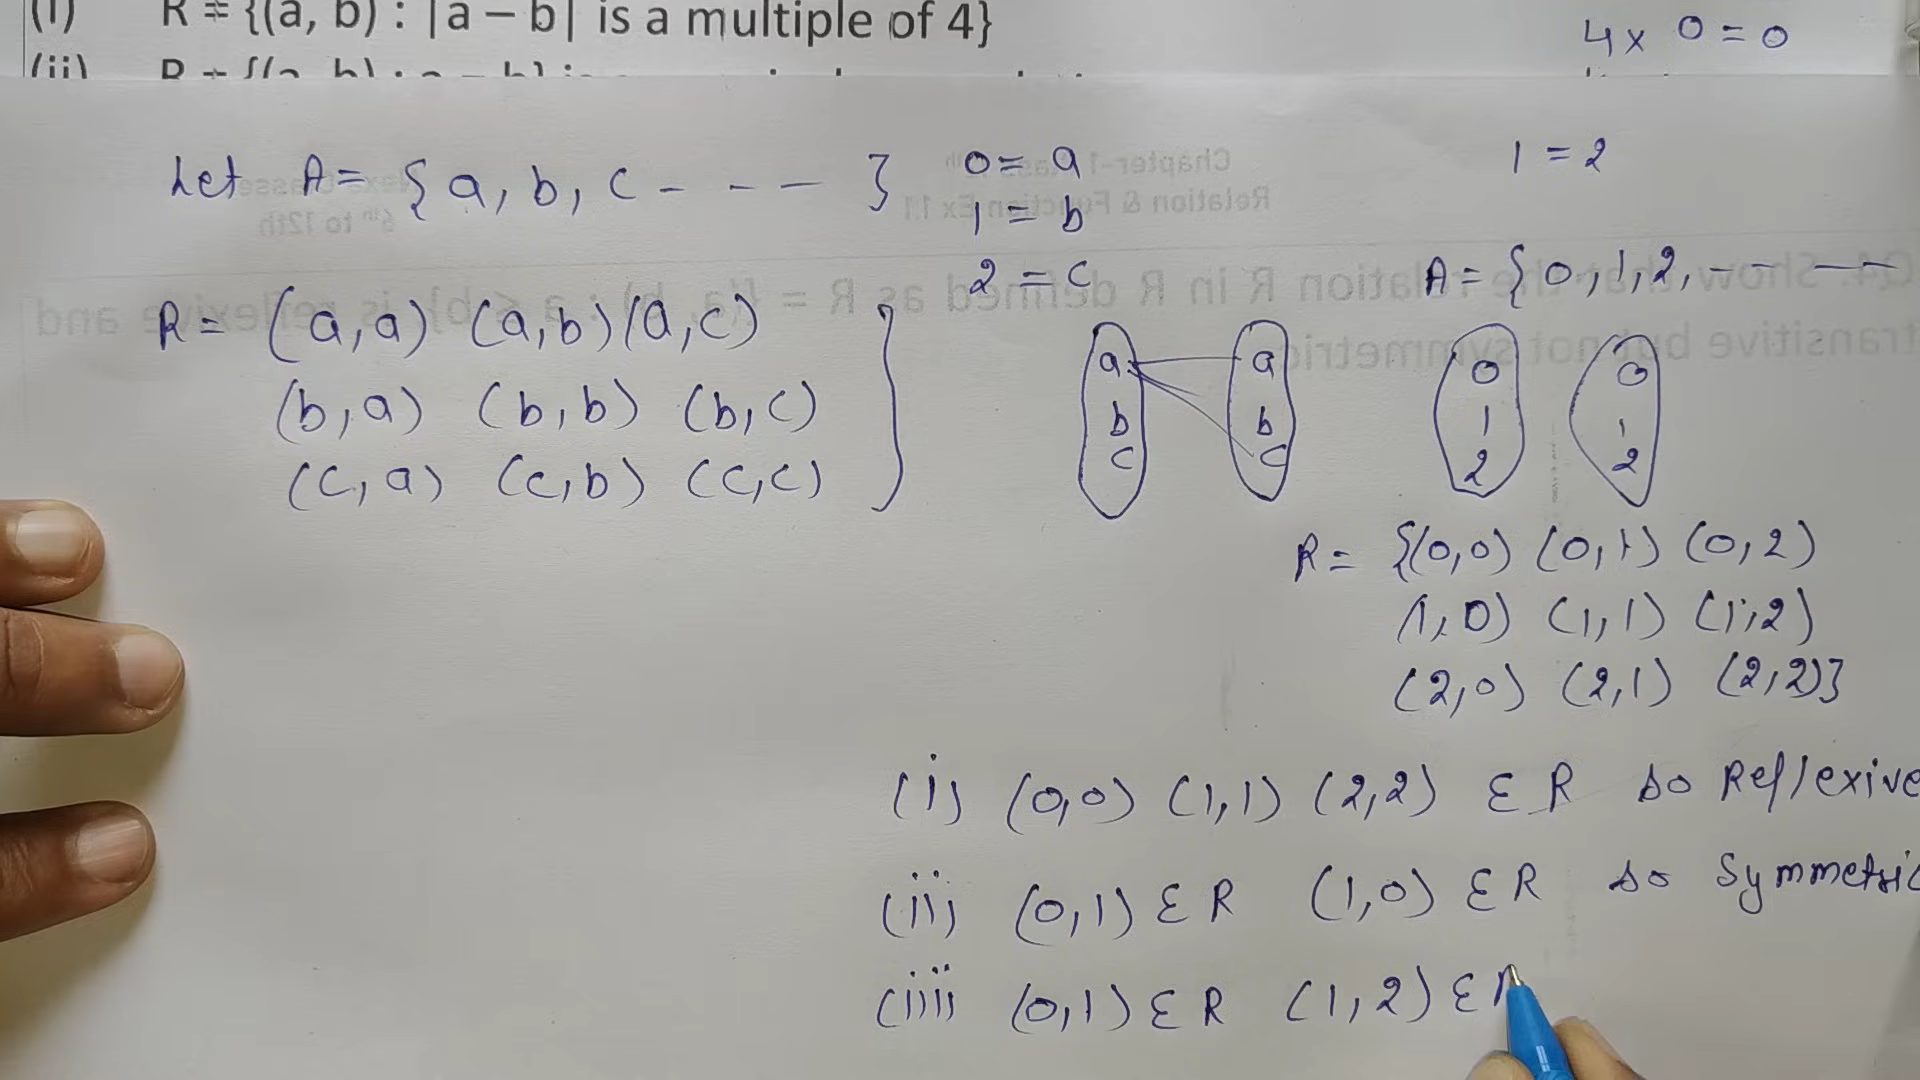 (i) R = {(a, b) : |a – b| is a multiple of 4}
4 x 0 = 0
(ii)
Let A = { a, b, c - - - }
0 = a
1 = b
2 = c
1 = 2
A = { 0, 1, 2, - - - -
R = (a,a) (a,b) (a,c)
(b,a) (b,b) (b,c)
(c,a) (c,b) (c,c) }
a
b
c
a
b
c
0
1
2
0
1
2
R = {(0,0) (0,1) (0,2)
(1,0) (1,1) (1,2)
(2,0) (2,1) (2,2)}
(i) (0,0) (1,1) (2,2) ε R so Reflexive
(ii) (0,1) ε R (1,0) ε R so Symmetric
(iii) (0,1) ε R (1,2) ε R